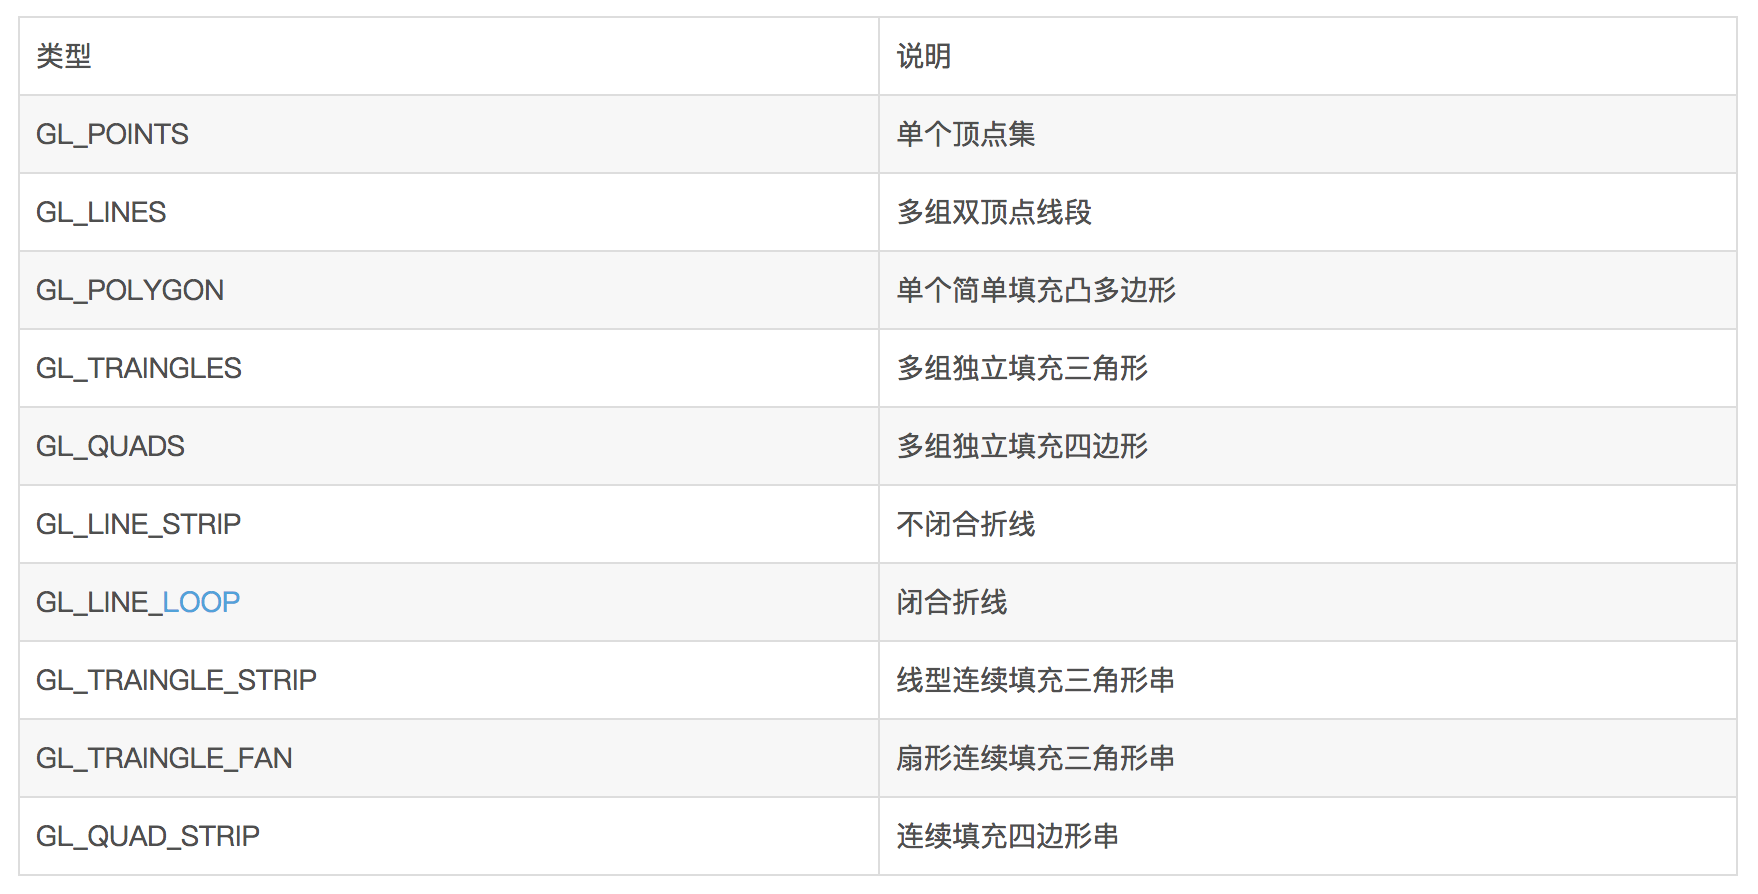 类型 说明
GL_POINTS 单个顶点集
GL_LINES 多组双顶点线段
GL_POLYGON 单个简单填充凸多边形
GL_TRAINGLES 多组独立填充三角形
GL_QUADS 多组独立填充四边形
GL_LINE_STRIP 不闭合折线
GL_LINE_LOOP 闭合折线
GL_TRAINGLE_STRIP 线型连续填充三角形串
GL_TRAINGLE_FAN 扇形连续填充三角形串
GL_QUAD_STRIP 连续填充四边形串